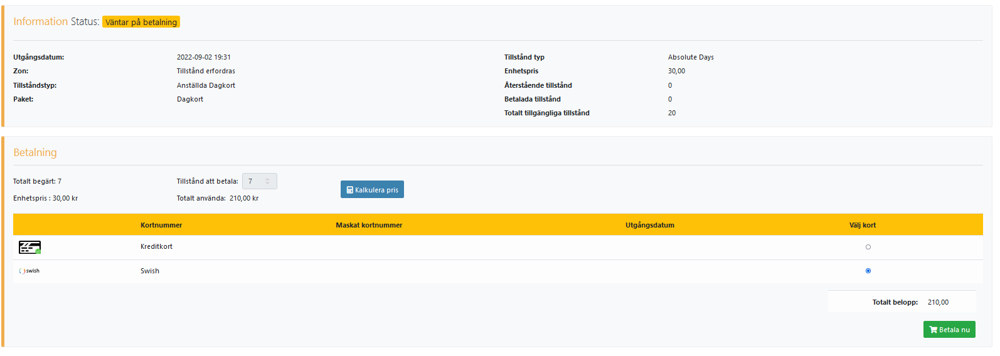 Information Status: Väntar på betalning
Utgångsdatum: 2022-09-02 19:31 Tillstånd typ Absolute Days
Zon: Tillstånd erfordras Enhetspris 30,00
Tillståndstyp: Anställda Dagkort Återstående tillstånd 0
Paket: Dagkort Betalada tillstånd 0
Totalt tillgängliga tillstånd 20
Betalning
Totalt begärt: 7 Tillstånd att betala: 7
Kalkulera pris
Enhetspris : 30,00 kr Totalt använda: 210,00 kr
Kortnummer Maskat kortnummer Utgångsdatum Välj kort
Kreditkort
swish Swish
Totalt belopp: 210,00
Betala nu